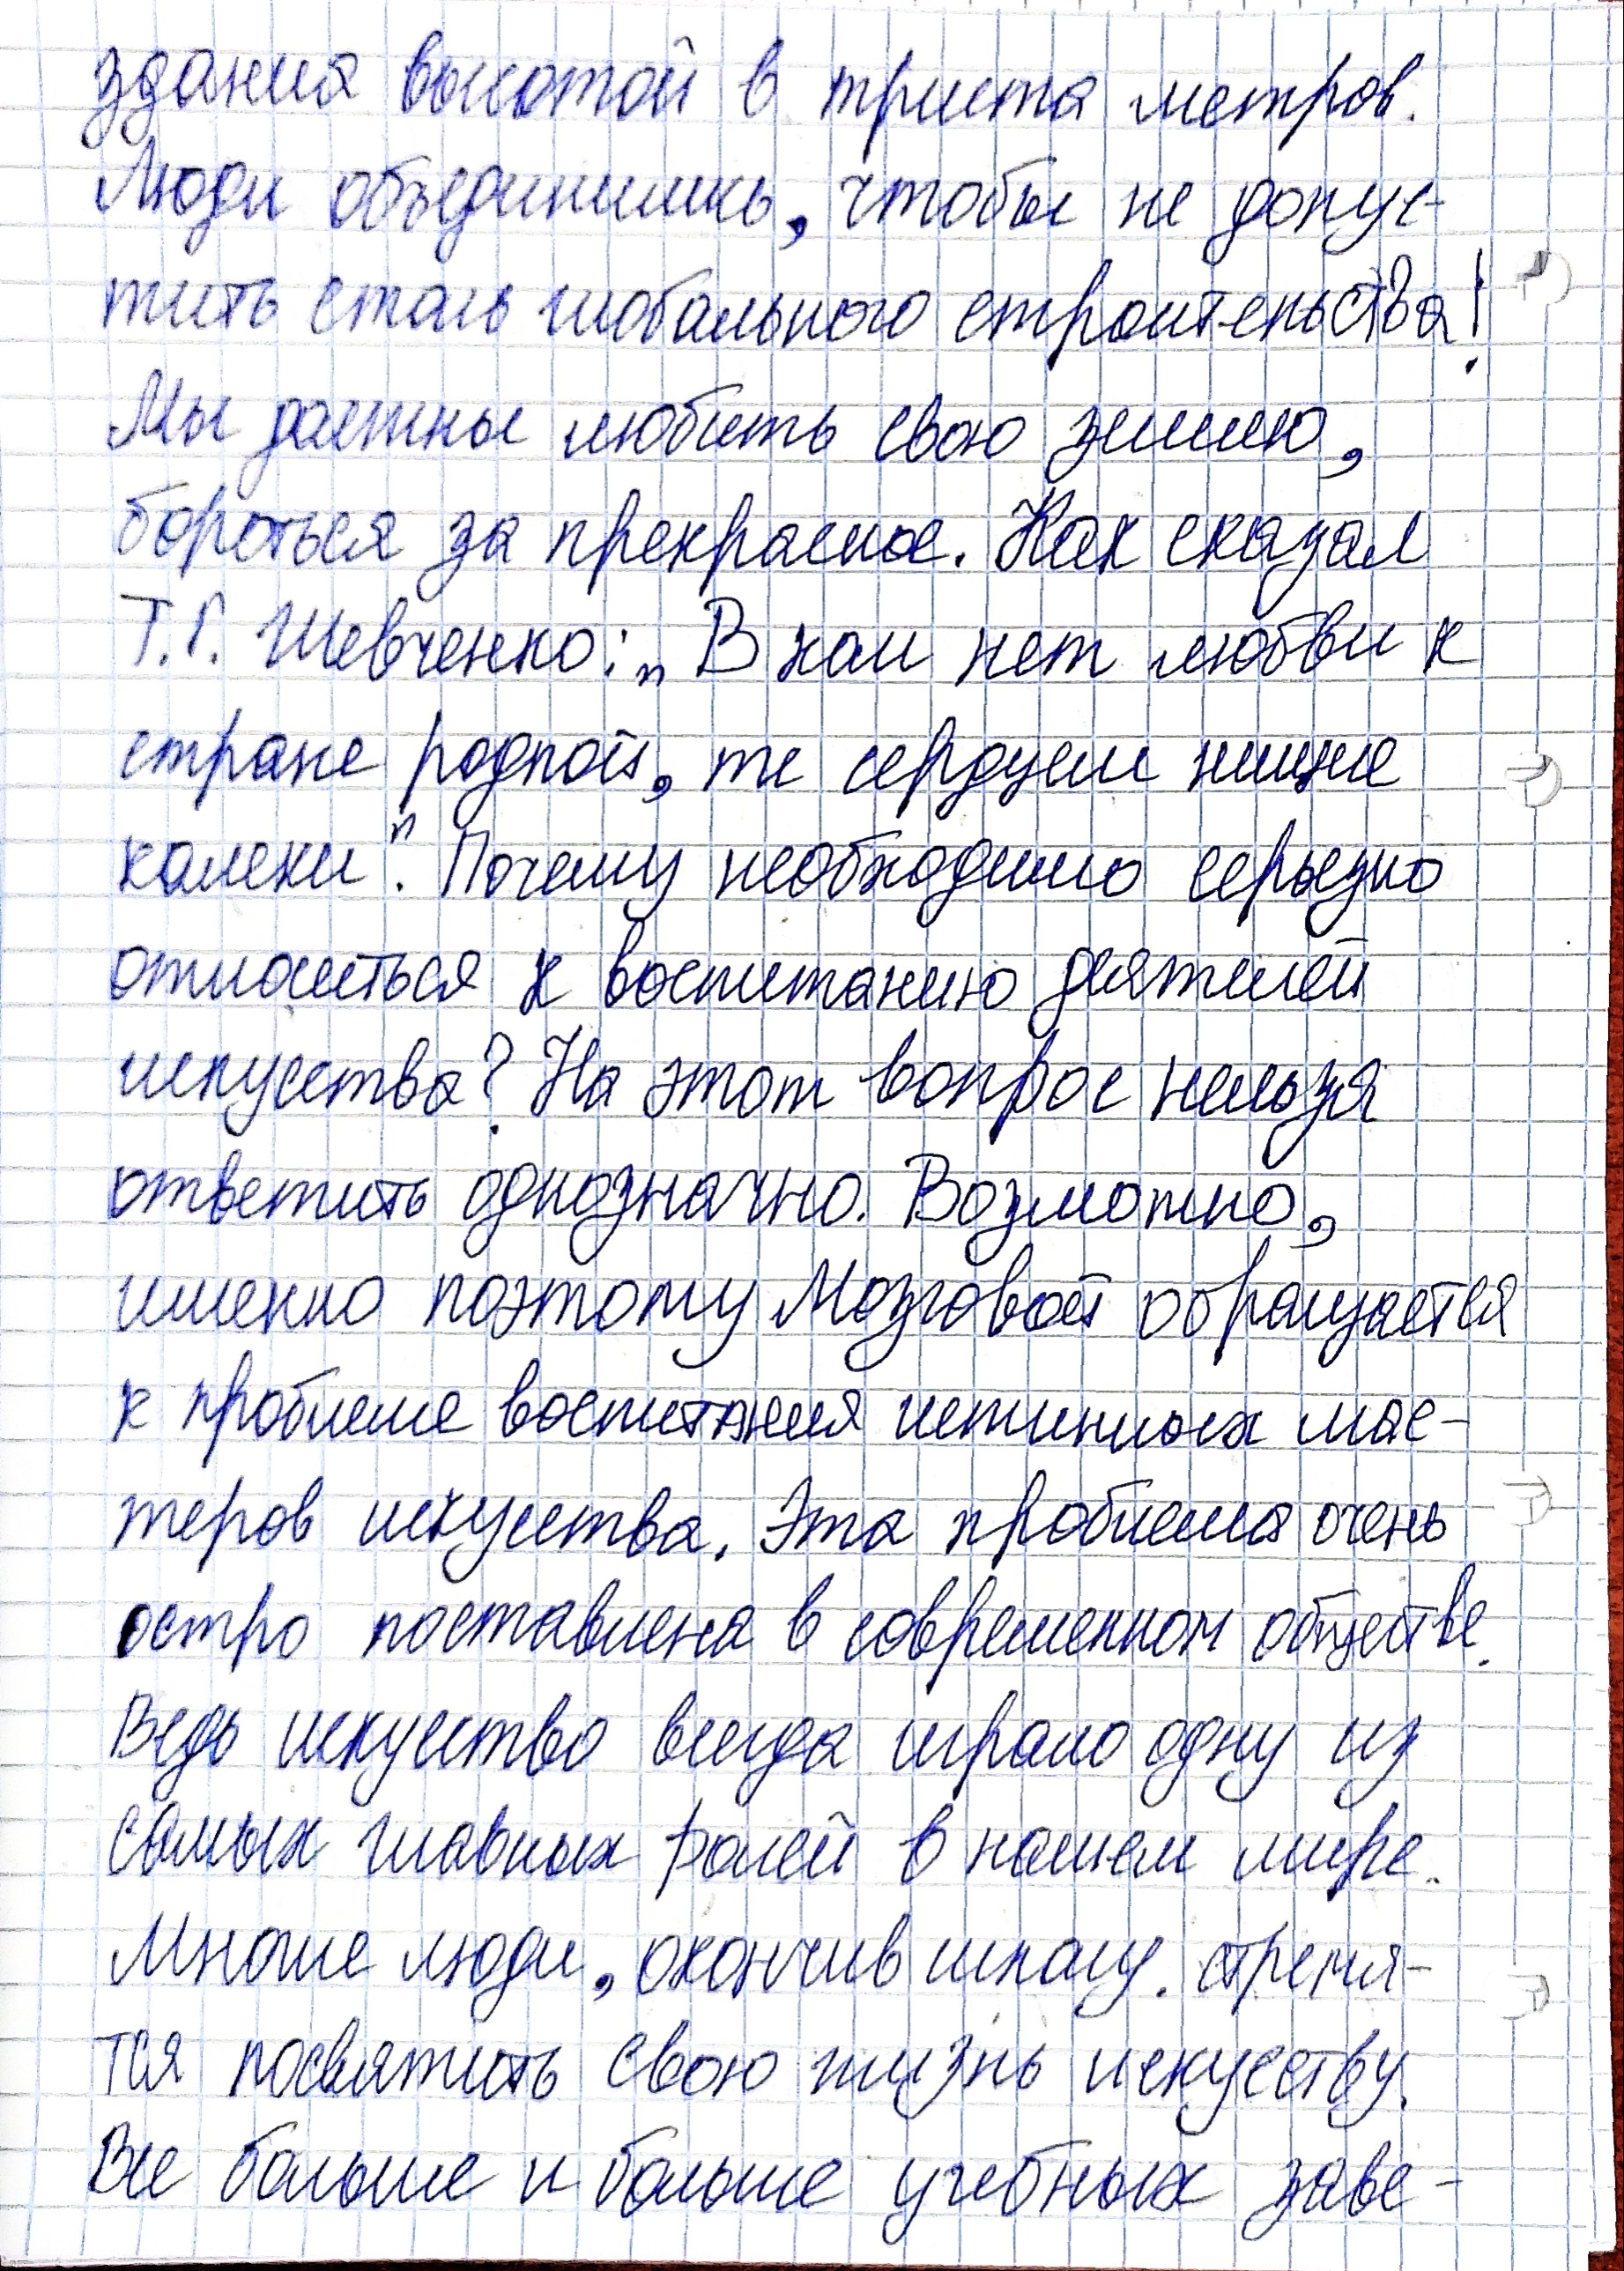 здания высотой в триста метров.
Люди объединились, чтобы не допус-
тить столь глобального строительства!
Мы должны любить свою землю,
бороться за прекрасное. Как сказал
Т.Г. Шевченко: „В ком нет любви к
стране родной, те сердцем нищие
калеки". Почему необходимо серьезно
относиться к воспитанию деятелей
искусства? На этот вопрос нельзя
ответить однозначно. Возможно,
именно поэтому Мозговой обращается
к проблеме воспитания истинных мас-
теров искусства. Эта проблема очень
остро поставлена в современном обществе.
Ведь искусство всегда играло одну из
самых главных ролей в нашем мире.
Многие люди, окончив школу, стремя-
тся посвятить свою жизнь искусству.
Все больше и больше учебных заве-